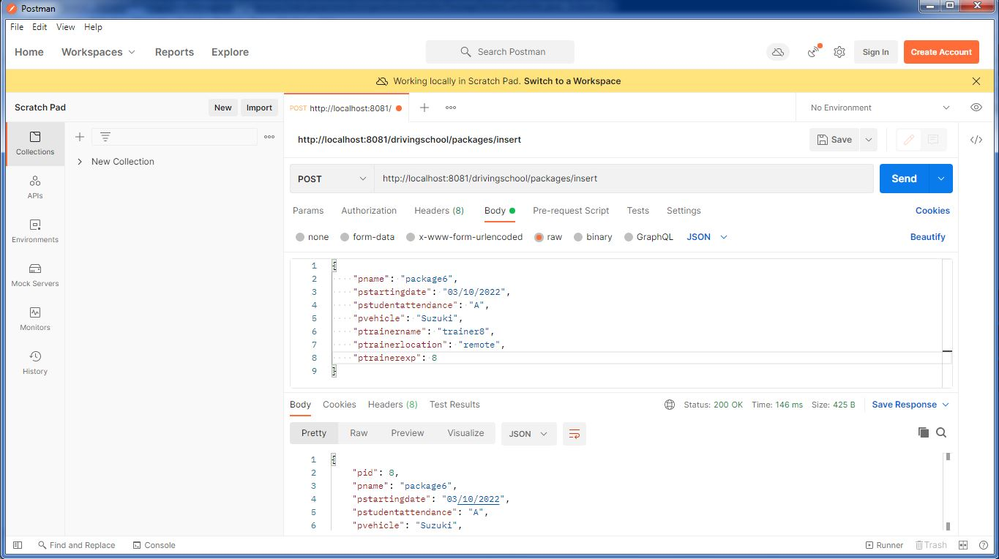 Postman
File Edit View Help
Home Workspaces Reports Explore Search Postman Sign In Create Account
Working locally in Scratch Pad. Switch to a Workspace
Scratch Pad New Import
POST http://localhost:8081/ No Environment
Collections
APIs
Environments
Mock Servers
Monitors
History
New Collection
http://localhost:8081/drivingschool/packages/insert Save
POST http://localhost:8081/drivingschool/packages/insert Send
Params Authorization Headers (8) Body Pre-request Script Tests Settings Cookies
none form-data x-www-form-urlencoded raw binary GraphQL JSON Beautify
1 {
2 "pname": "package6",
3 "pstartingdate": "03/10/2022",
4 "pstudentattendance": "A",
5 "pvehicle": "Suzuki",
6 "ptrainername": "trainer8",
7 "ptrainerlocation": "remote",
8 "ptrainerexp": 8
9 }
Body Cookies Headers (8) Test Results Status: 200 OK Time: 146 ms Size: 425 B Save Response
Pretty Raw Preview Visualize JSON
1 {
2 "pid": 8,
3 "pname": "package6",
4 "pstartingdate": "03/10/2022",
5 "pstudentattendance": "A",
6 "pvehicle": "Suzuki",
Find and Replace Console Runner Trash